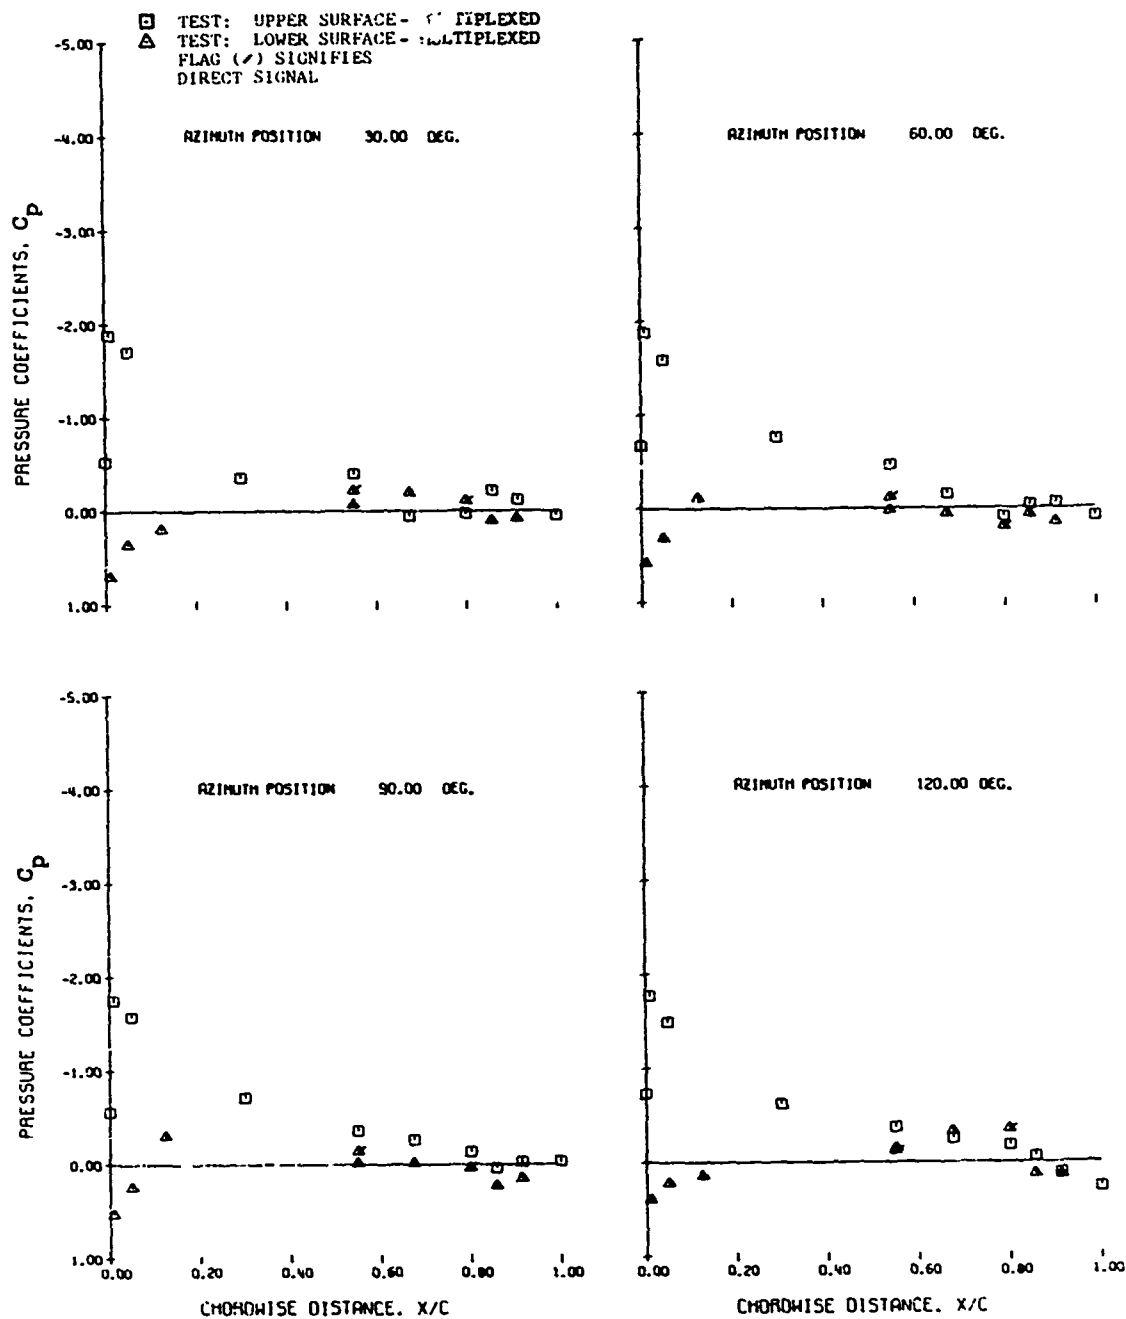 TEST: UPPER SURFACE-
TEST: LOWER SURFACE-
FLAG (✓) SIGNIFIES
DIRECT SIGNAL
AZIMUTH POSITION 30.00 DEG.
-5.00
-4.00
-3.00
-2.00
-1.00
0.00
1.00
PRESSURE COEFFICIENTS, Cp
AZIMUTH POSITION 60.00 DEG.
AZIMUTH POSITION 90.00 DEG.
-5.00
-4.00
-3.00
-2.00
0.00
1.00
PRESSURE COEFFICIENTS, Cp
0.00 0.20 0.40 0.60 0.80 1.00
CHORDWISE DISTANCE, X/C
AZIMUTH POSITION 120.00 DEG.
0.00 0.20 0.40 0.60 0.80 1.00
CHORDWISE DISTANCE, X/C